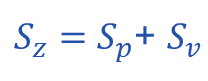 S_z = S_p + S_v